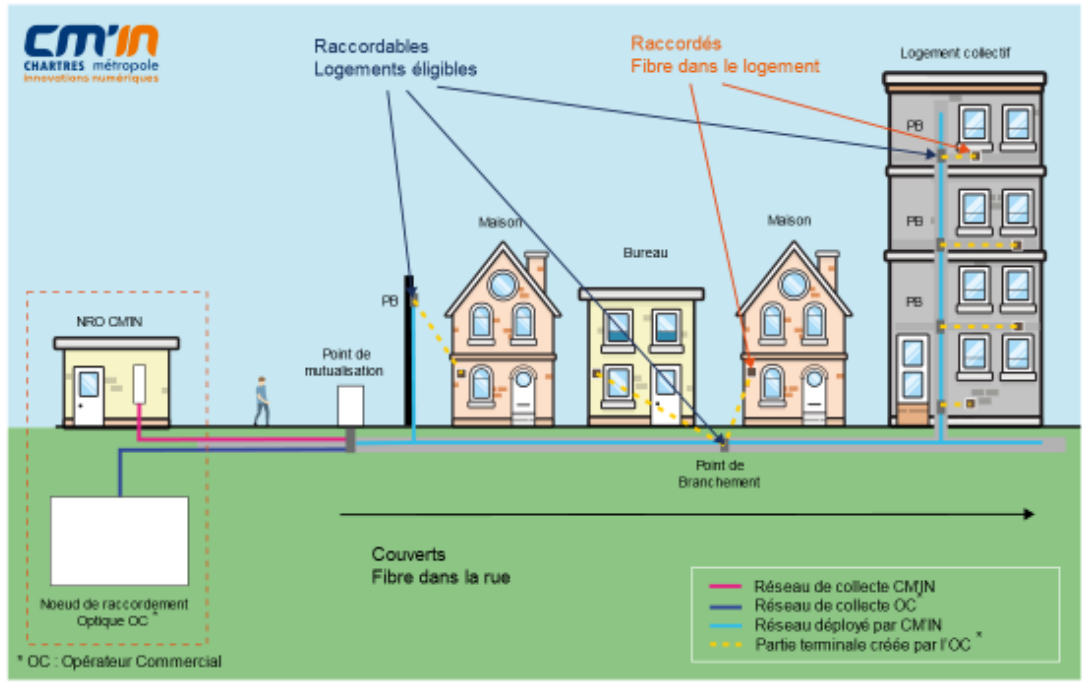 CM'IN
CHARTRES métropole
innovations numériques
Raccordables
Logements éligibles
Raccordés
Fibre dans le logement
Logement collectif
PB
PB
PB
Maison
Bureau
Maison
PB
NRO CM'IN
Point de
mutualisation
Point de
Branchement
Couverts
Fibre dans la rue
Noeud de raccordement
Optique OC *
* OC : Opérateur Commercial
Réseau de collecte CM'IN
Réseau de collecte OC*
Réseau déployé par CM'IN
Partie terminale créée par l'OC *